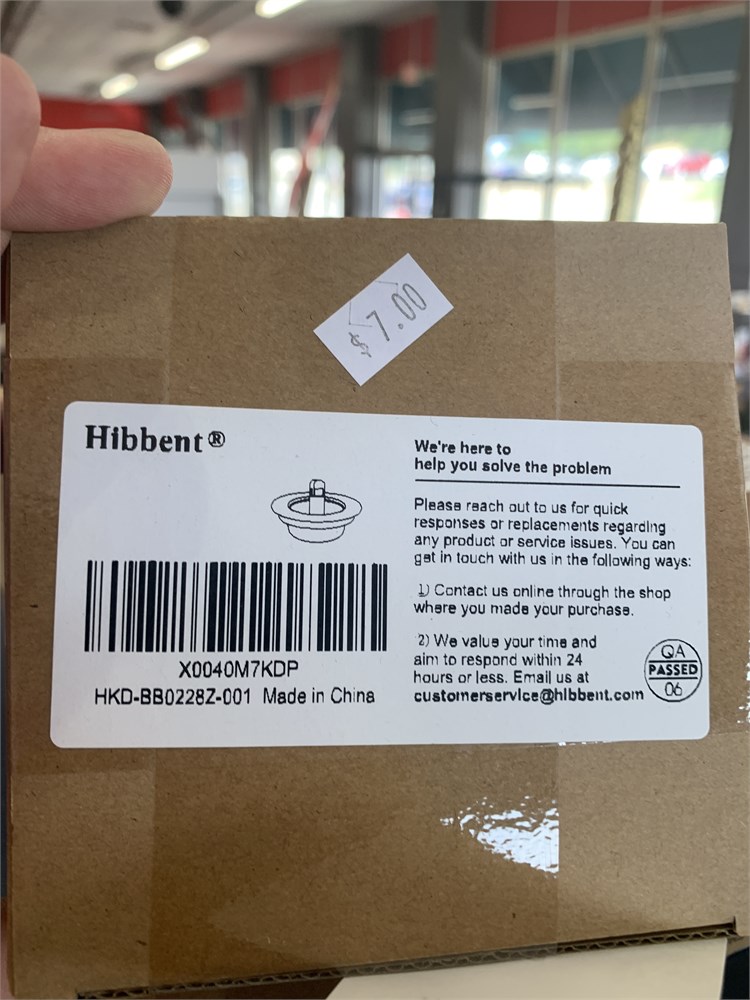 $7.00
Hibbent®
X0040M7KDP
HKD-BB0228Z-001 Made in China
We're here to
help you solve the problem
Please reach out to us for quick
responses or replacements regarding
any product or service issues. You can
get in touch with us in the following ways:
1) Contact us online through the shop
where you made your purchase.
2) We value your time and
aim to respond within 24
hours or less. Email us at
customerservice@hibbent.com
QA
PASSED
06